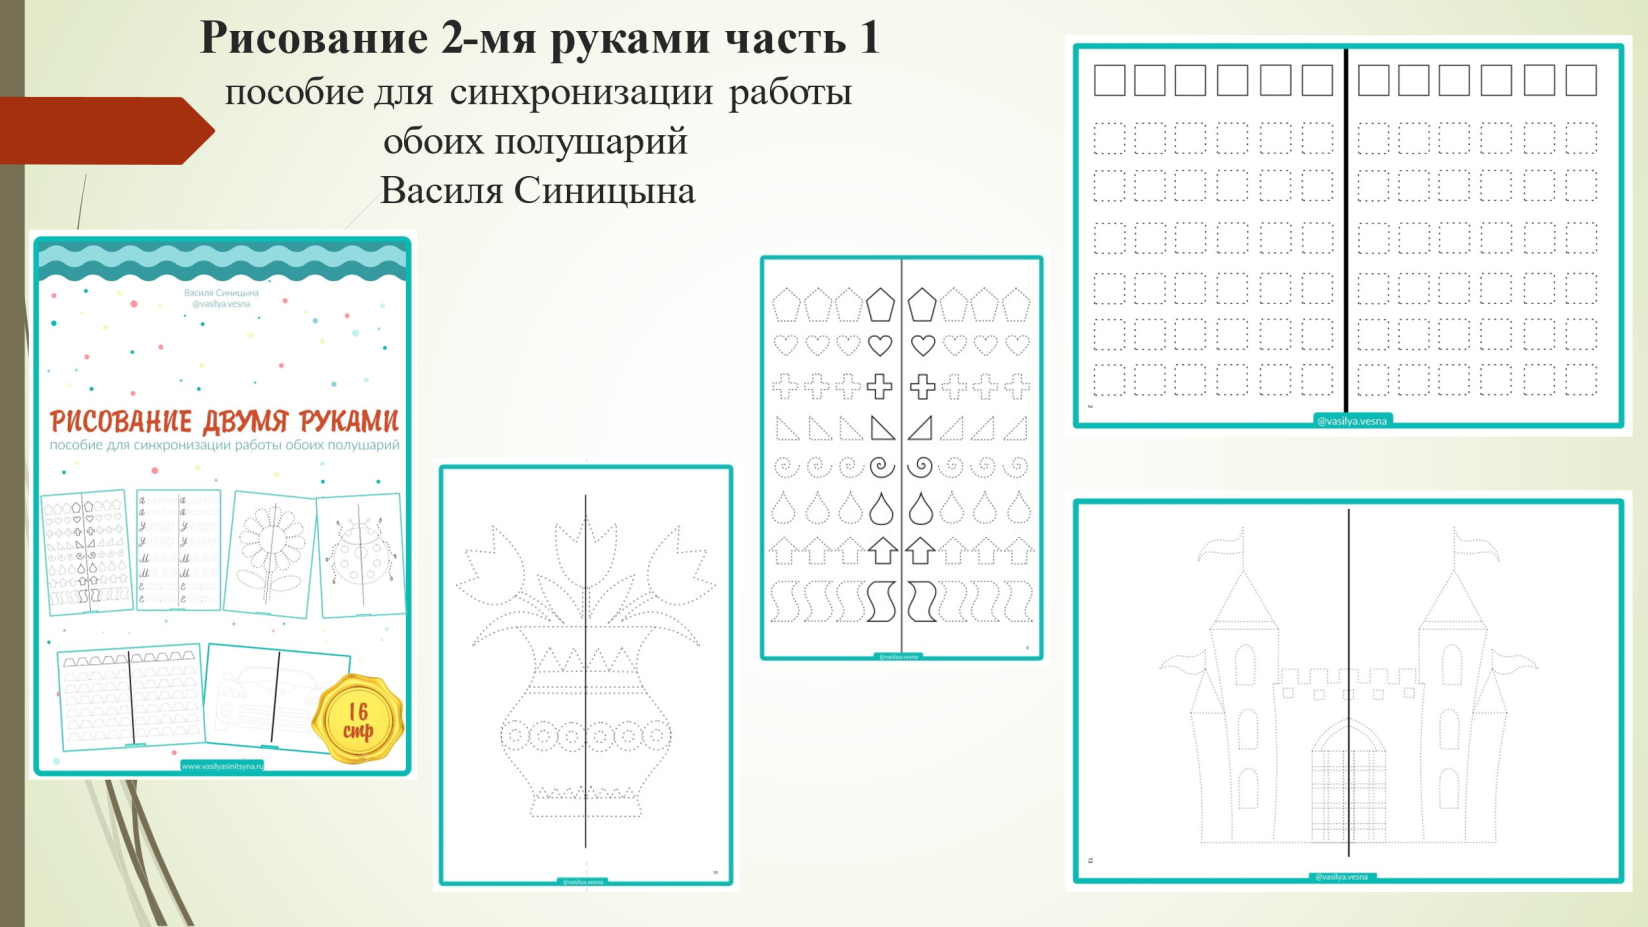 Рисование 2-мя руками часть 1
пособие для синхронизации работы
обоих полушарий
Василя Синицына
Василя Синицына
@vasilya.vesna
РИСОВАНИЕ ДВУМЯ РУКАМИ
пособие для синхронизации работы обоих полушарий
16
стр
www.vasilyasinitsyna.ru
@vasilya.vesna
@vasilya.vesna
@vasilya.vesna
@vasilya.vesna